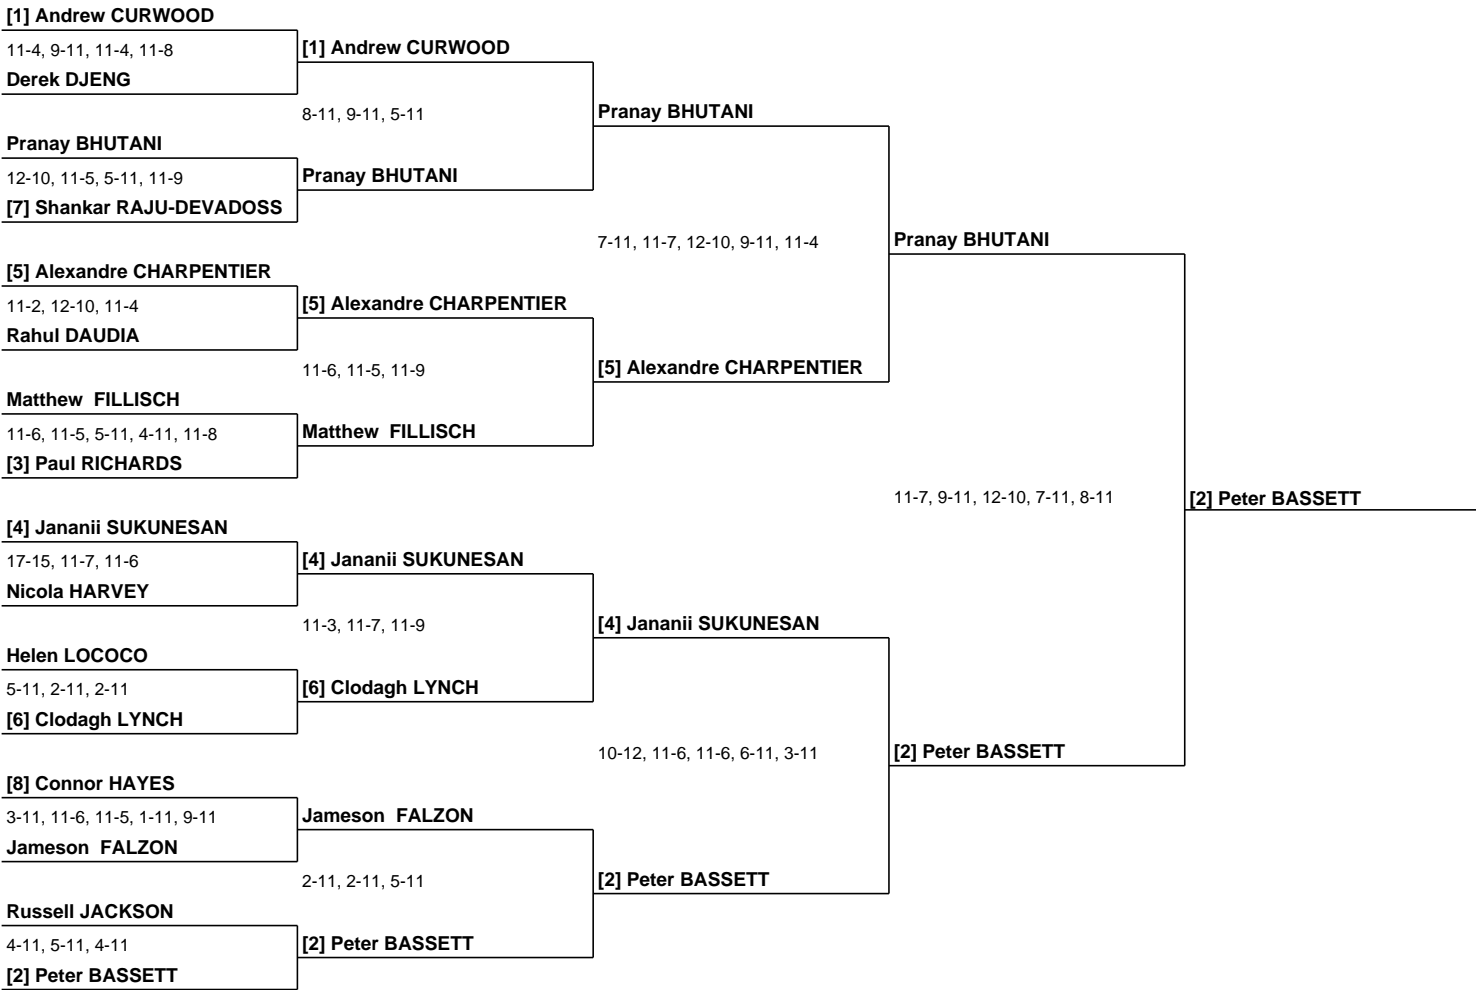 [1] Andrew CURWOOD
11-4, 9-11, 11-4, 11-8
Derek DJENG
Pranay BHUTANI
12-10, 11-5, 5-11, 11-9
[7] Shankar RAJU-DEVADOSS
[5] Alexandre CHARPENTIER
11-2, 12-10, 11-4
Rahul DAUDIA
Matthew  FILLISCH
11-6, 11-5, 5-11, 4-11, 11-8
[3] Paul RICHARDS
[4] Jananii SUKUNESAN
17-15, 11-7, 11-6
Nicola HARVEY
Helen LOCOCO
5-11, 2-11, 2-11
[6] Clodagh LYNCH
[8] Connor HAYES
3-11, 11-6, 11-5, 1-11, 9-11
Jameson  FALZON
Russell JACKSON
4-11, 5-11, 4-11
[2] Peter BASSETT
[1] Andrew CURWOOD
8-11, 9-11, 5-11
Pranay BHUTANI
[5] Alexandre CHARPENTIER
11-6, 11-5, 11-9
Matthew  FILLISCH
[4] Jananii SUKUNESAN
11-3, 11-7, 11-9
[6] Clodagh LYNCH
Jameson  FALZON
2-11, 2-11, 5-11
[2] Peter BASSETT
Pranay BHUTANI
7-11, 11-7, 12-10, 9-11, 11-4
[5] Alexandre CHARPENTIER
[4] Jananii SUKUNESAN
10-12, 11-6, 11-6, 6-11, 3-11
[2] Peter BASSETT
Pranay BHUTANI
11-7, 9-11, 12-10, 7-11, 8-11
[2] Peter BASSETT
[2] Peter BASSETT